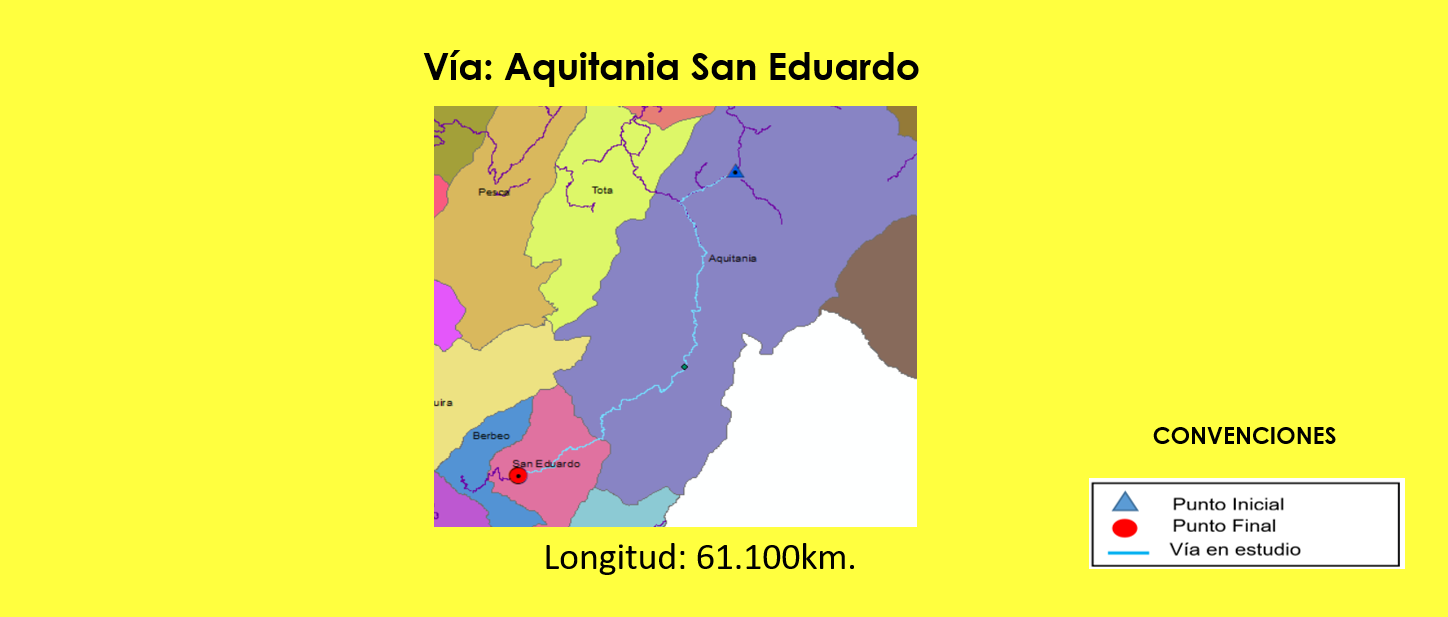 Vía: Aquitania San Eduardo
Pesca
Tota
Aquitania
uira
Berbeo
San Eduardo
Longitud: 61.100km.
CONVENCIONES
Punto Inicial
Punto Final
Vía en estudio